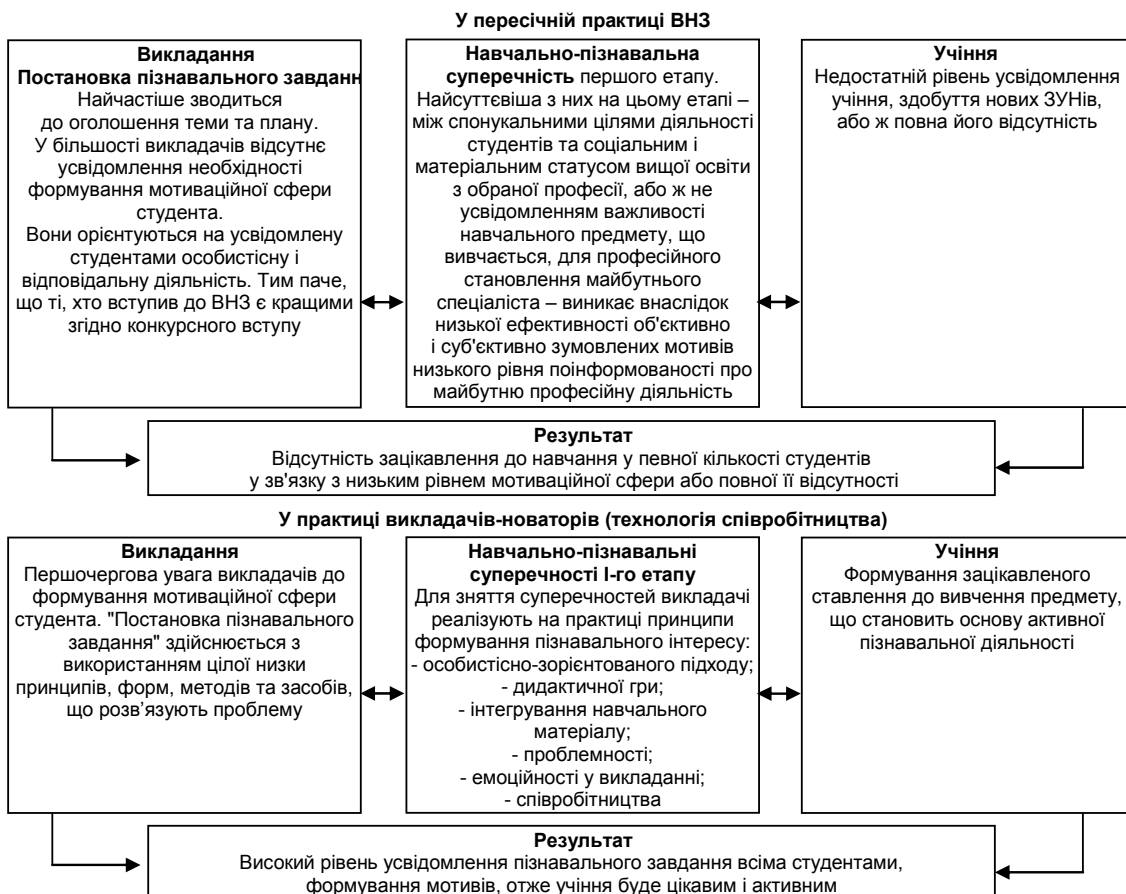 У пересічній практиці ВНЗ
Викладання
Постановка пізнавального завданн
Найчастіше зводиться
до оголошення теми та плану.
У більшості викладачів відсутнє
усвідомлення необхідності
формування мотиваційної сфери
студента.
Вони орієнтуються на усвідомлену
студентами особистісну і
відповідальну діяльність. Тим паче,
що ті, хто вступив до ВНЗ є кращими
згідно конкурсного вступу
Навчально-пізнавальна
суперечність першого етапу.
Найсуттєвіша з них на цьому етапі –
між спонукальними цілями діяльності
студентів та соціальним і
матеріальним статусом вищої освіти
з обраної професії, або ж не
усвідомленням важливості
навчального предмету, що
вивчається, для професійного
становлення майбутнього
спеціаліста – виникає внаслідок
низької ефективності об'єктивно
і суб'єктивно зумовлених мотивів
низького рівня поінформованості про
майбутню професійну діяльність
Учіння
Недостатній рівень усвідомлення
учіння, здобуття нових ЗУНів,
або ж повна його відсутність
Результат
Відсутність зацікавлення до навчання у певної кількості студентів
у зв'язку з низьким рівнем мотиваційної сфери або повної її відсутності
У практиці викладачів-новаторів (технологія співробітництва)
Викладання
Першочергова увага викладачів до
формування мотиваційної сфери
студента. "Постановка пізнавального
завдання" здійснюється з
використанням цілої низки
принципів, форм, методів та засобів,
що розв’язують проблему
Навчально-пізнавальні
суперечності І-го етапу
Для зняття суперечностей викладачі
реалізують на практиці принципи
формування пізнавального інтересу:
- особистісно-зорієнтованого підходу;
- дидактичної гри;
- інтегрування навчального
матеріалу;
- проблемності;
- емоційності у викладанні;
- співробітництва
Учіння
Формування зацікавленого
ставлення до вивчення предмету,
що становить основу активної
пізнавальної діяльності
Результат
Високий рівень усвідомлення пізнавального завдання всіма студентами,
формування мотивів, отже учіння буде цікавим і активним